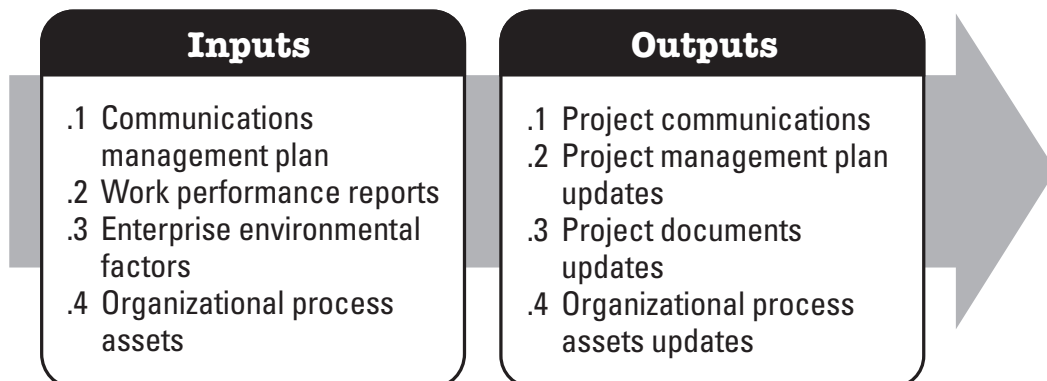 Inputs
.1 Communications
management plan
.2 Work performance reports
.3 Enterprise environmental
factors
.4 Organizational process
assets
Outputs
.1 Project communications
.2 Project management plan
updates
.3 Project documents
updates
.4 Organizational process
assets updates